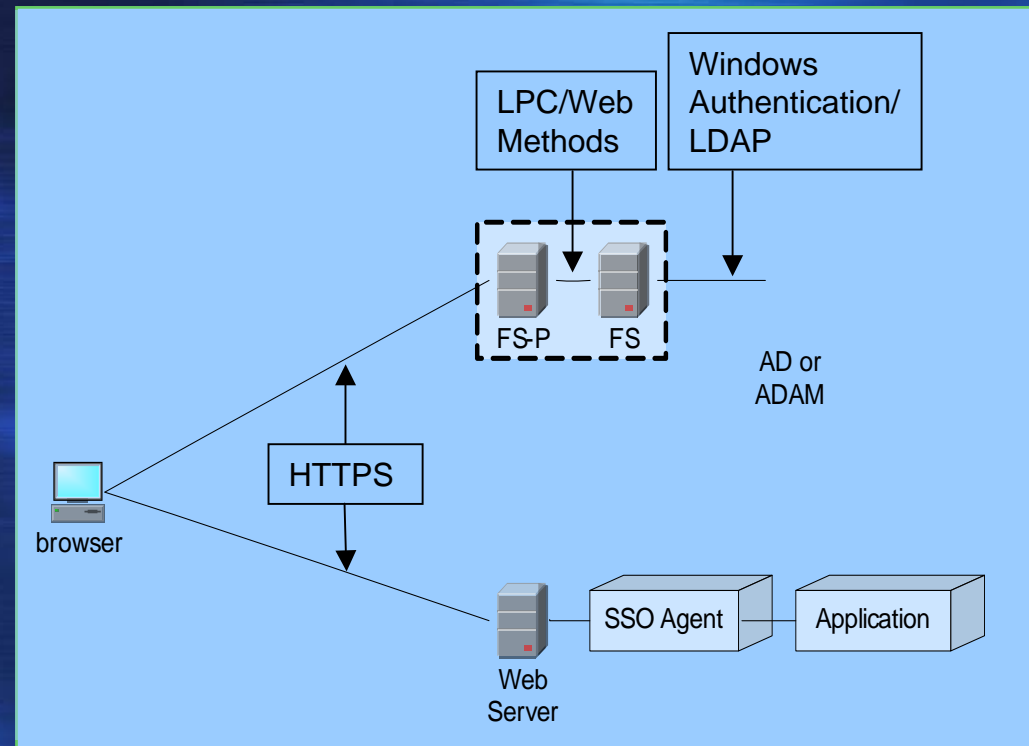 Windows
Authentication/
LDAP
LPC/Web
Methods
FS-P
FS
AD or
ADAM
HTTPS
browser
SSO Agent
Application
Web
Server